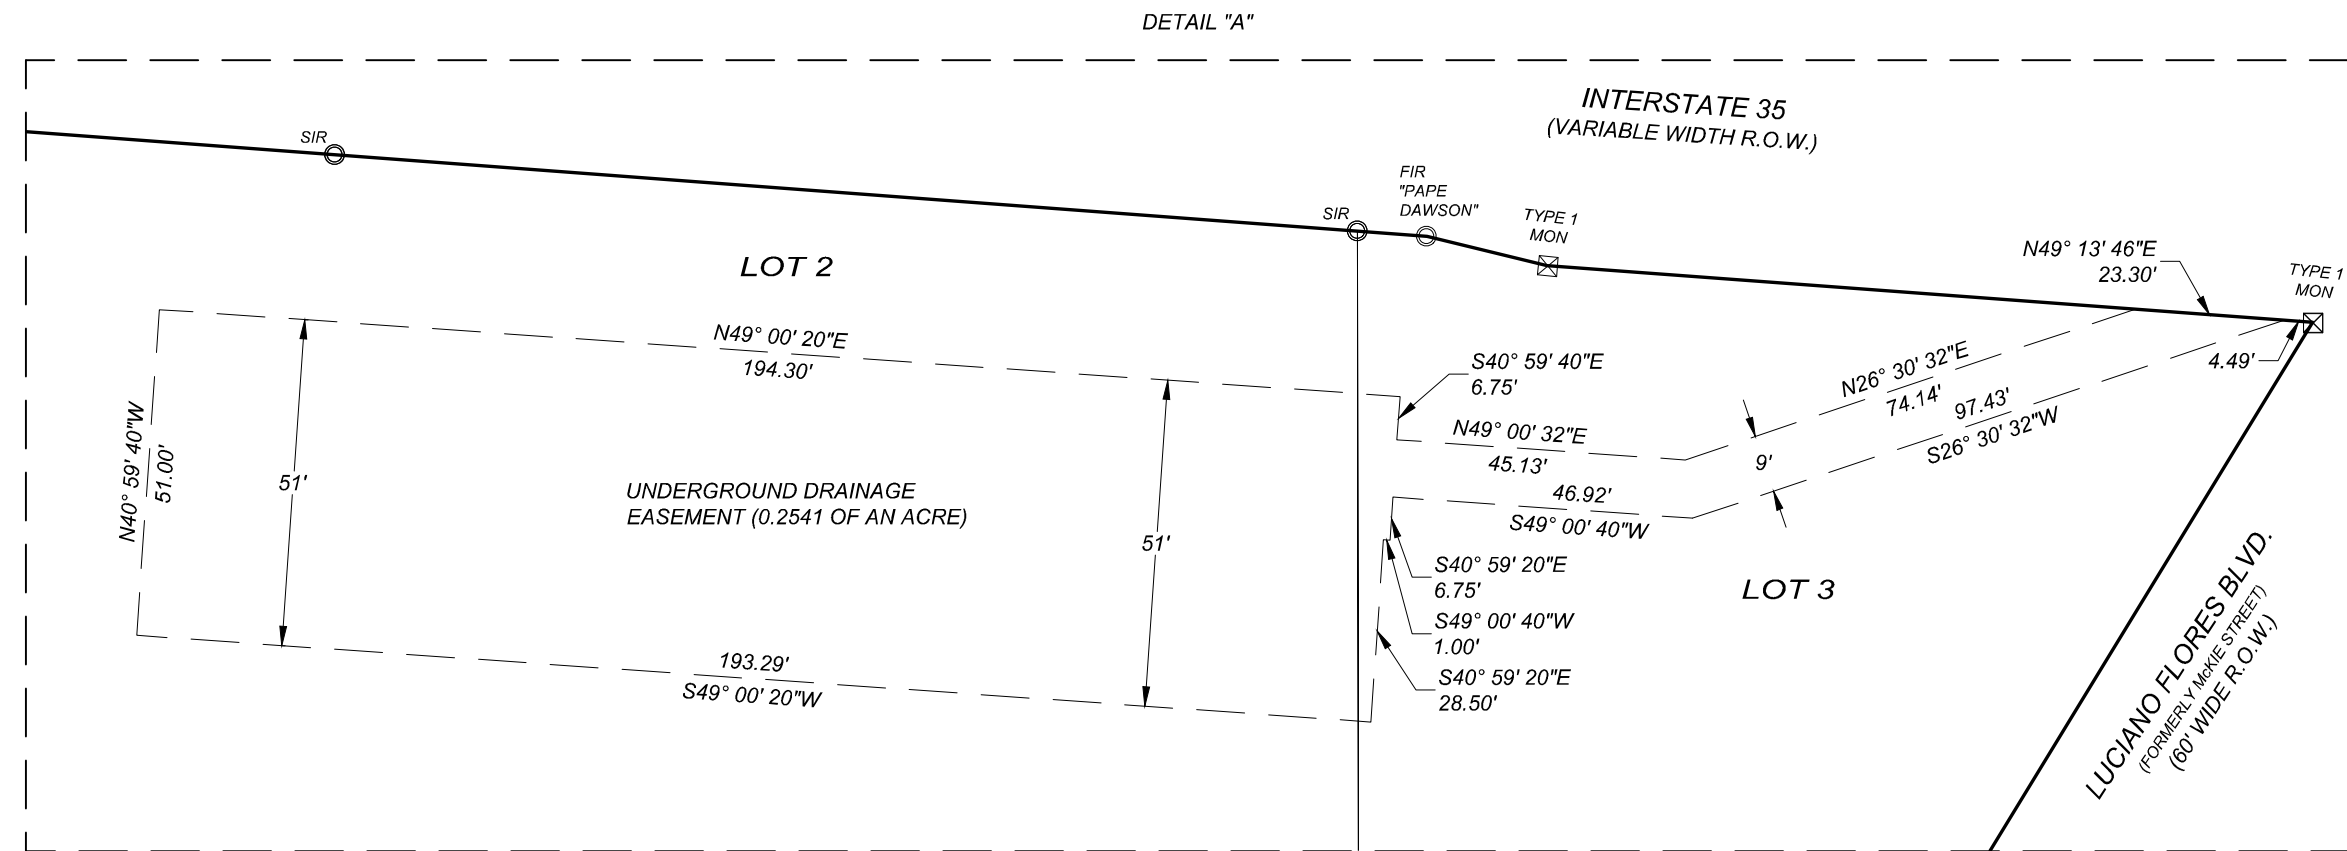 DETAIL "A"
INTERSTATE 35
(VARIABLE WIDTH R.O.W.)
SIR
SIR
FIR
"PAPE
DAWSON"
TYPE 1
MON
N49° 13' 46"E
23.30'
TYPE 1
MON
4.49'
LOT 2
N49° 00' 20"E
194.30'
S40° 59' 40"E
6.75'
N26° 30' 32"E
74.14'
97.43'
S26° 30' 32"W
9'
N49° 00' 32"E
45.13'
46.92'
S49° 00' 40"W
N40° 59' 40"W
51.00'
51'
UNDERGROUND DRAINAGE
EASEMENT (0.2541 OF AN ACRE)
51'
S40° 59' 20"E
6.75'
S49° 00' 40"W
1.00'
S40° 59' 20"E
28.50'
LOT 3
193.29'
S49° 00' 20"W
LUCIANO FLORES BLVD.
(FORMERLY McKIE STREET)
(60' WIDE R.O.W.)